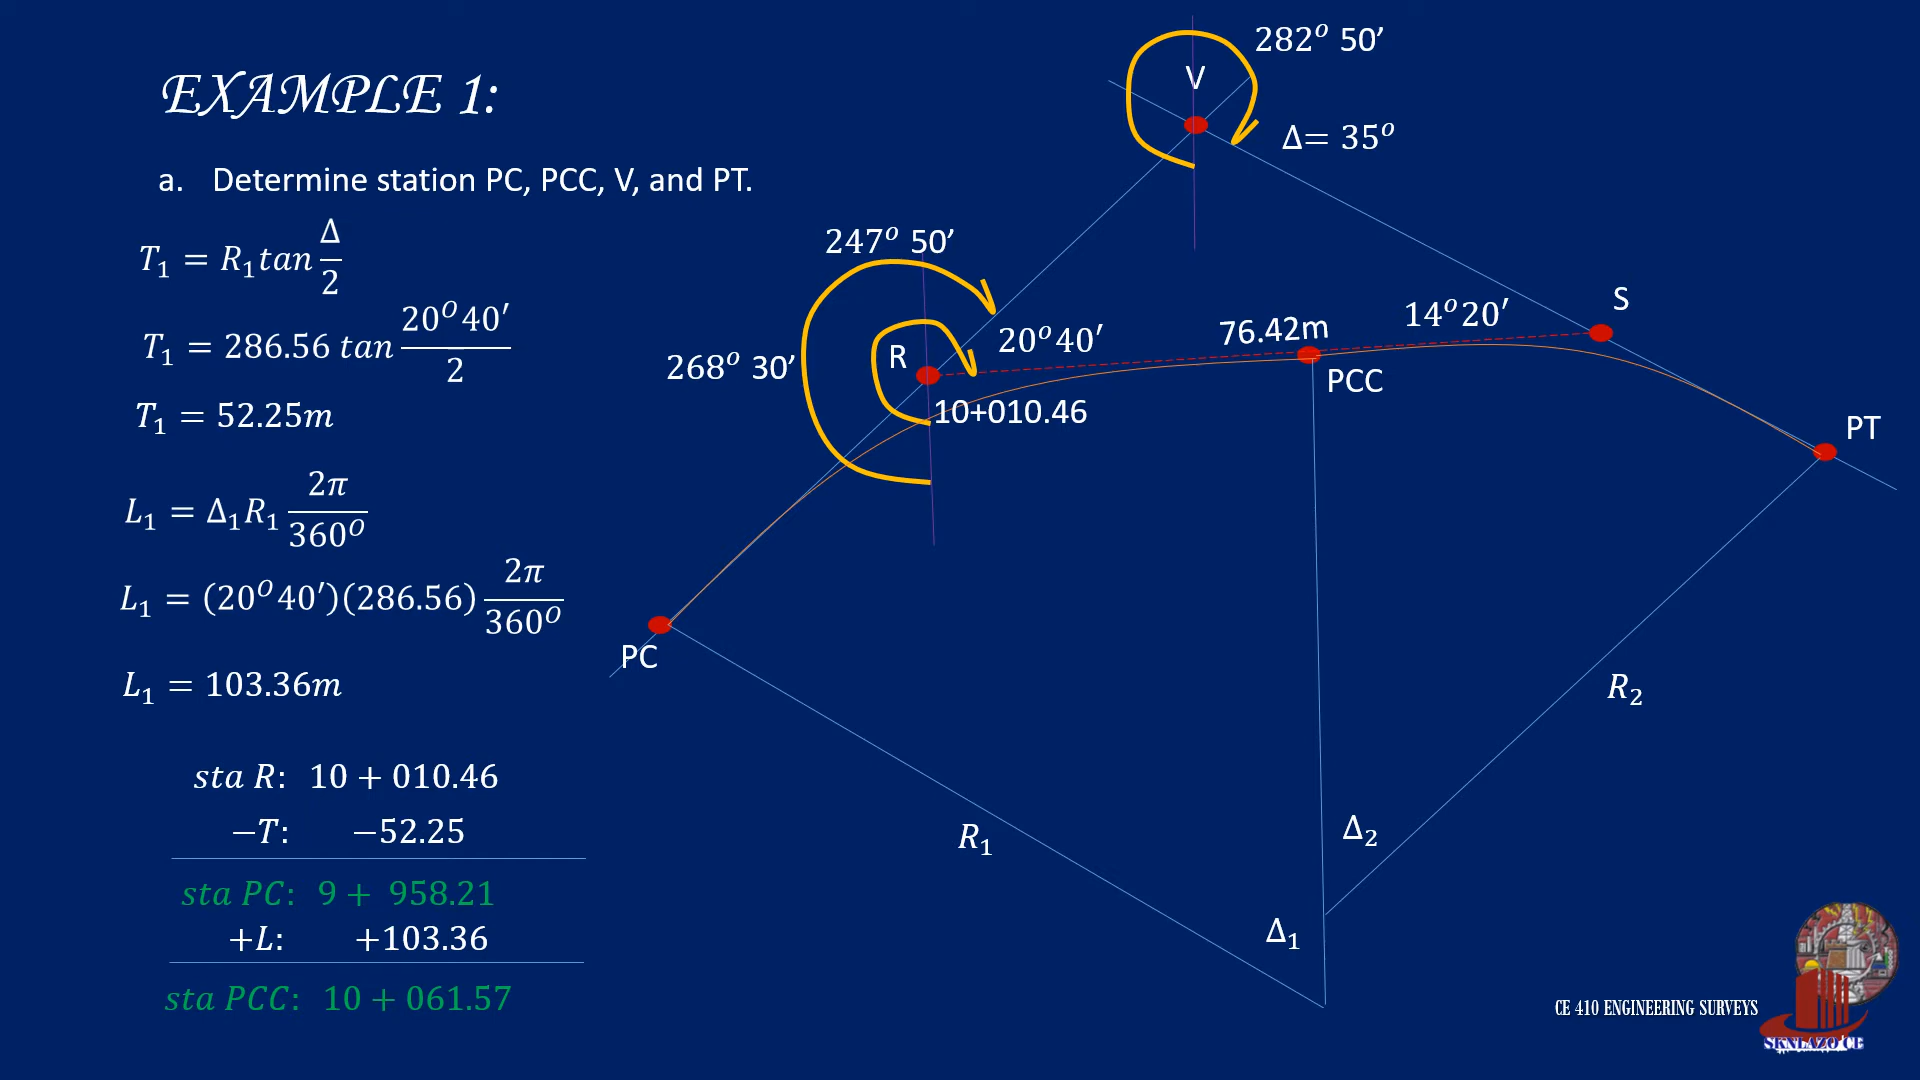 EXAMPLE 1:
a. Determine station PC, PCC, V, and PT.
T₁ = R₁tan Δ/2
T₁ = 286.56 tan 20°40′/2
T₁ = 52.25m
L₁ = Δ₁R₁ 2π/360°
L₁ = (20°40′)(286.56) 2π/360°
L₁ = 103.36m
sta R: 10 + 010.46
−T: −52.25
sta PC: 9 + 958.21
+L: +103.36
sta PCC: 10 + 061.57
282° 50’
V
Δ= 35°
247° 50’
S
14°20′
76.42m
20°40′
R
268° 30’
PCC
10+010.46
PT
PC
R₂
R₁
Δ₂
Δ₁
CE 410 ENGINEERING SURVEYS
SKNLAZO CE